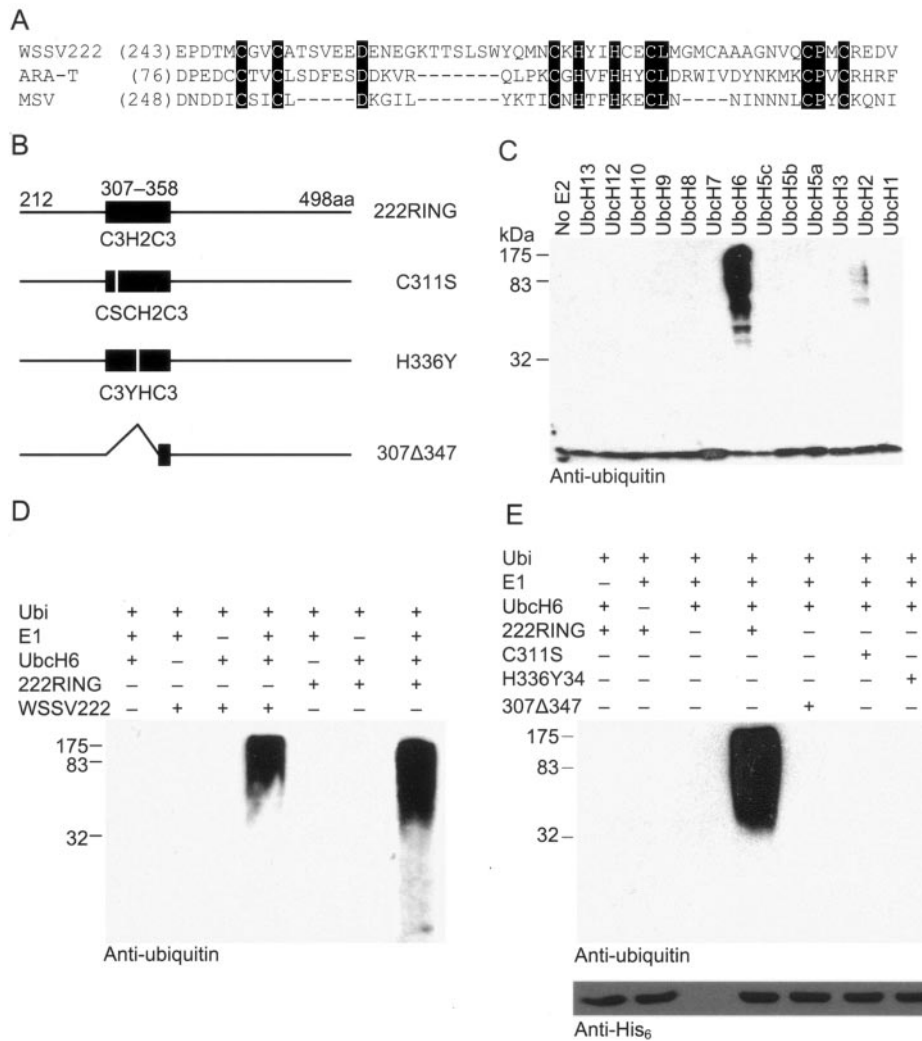 A
WSSV222 (243) EPDTMCGVCATSVEEDENEGKTTSLSWYQMNCKHYIHCECLMGMCAAAGNVQCPMCREDV
ARA-T (76) DPEDCCTVCLSDFESDDKVR--------QLPKCGHVFHHYCLDRWIVDYNKMKCPVCRHRF
MSV (248) DNDDICSICL-----DKGIL--------YKTICNHTFHKECLN----NINNNLCPYCKQNI
B
212 307–358 498aa
222RING
C3H2C3
C311S
CSCH2C3
H336Y
C3YHC3
307Δ347
C
No E2 UbcH13 UbcH12 UbcH10 UbcH9 UbcH8 UbcH7 UbcH6 UbcH5c UbcH5b UbcH5a UbcH3 UbcH2 UbcH1
kDa
175
83
32
Anti-ubiquitin
D
Ubi + + + + + + +
E1 + + – + + – +
UbcH6 + – + + – + +
222RING – – – – + + +
WSSV222 – + + + – – –
175
83
32
Anti-ubiquitin
E
Ubi + + + + + + +
E1 – + + + + + +
UbcH6 + – + + + + +
222RING + + – + – – –
C311S – – – – – + –
H336Y34 – – – – – – +
307Δ347 – – – – + – –
175
83
32
Anti-ubiquitin
Anti-His6